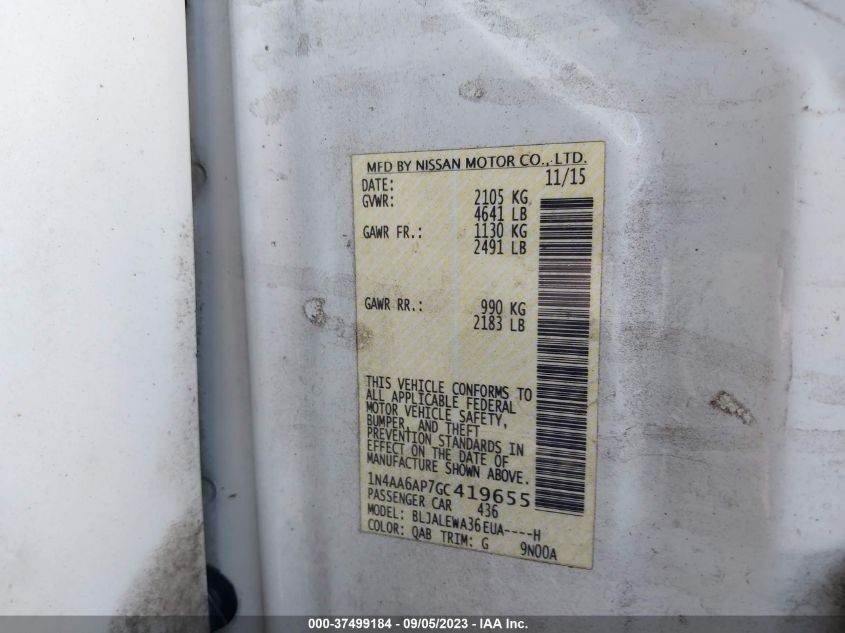 MFD BY NISSAN MOTOR CO., LTD.
DATE: 11/15
GVWR: 2105 KG
4641 LB
GAWR FR.: 1130 KG
2491 LB
GAWR RR.: 990 KG
2183 LB
THIS VEHICLE CONFORMS TO
ALL APPLICABLE FEDERAL
MOTOR VEHICLE SAFETY,
BUMPER, AND THEFT
PREVENTION STANDARDS IN
EFFECT ON THE DATE OF
MANUFACTURE SHOWN ABOVE.
1N4AA6AP7GC419655
PASSENGER CAR 436
MODEL: BLJALEWA36EUA----H
COLOR: QAB TRIM: G 9N00A
000-37499184 - 09/05/2023 - IAA Inc.